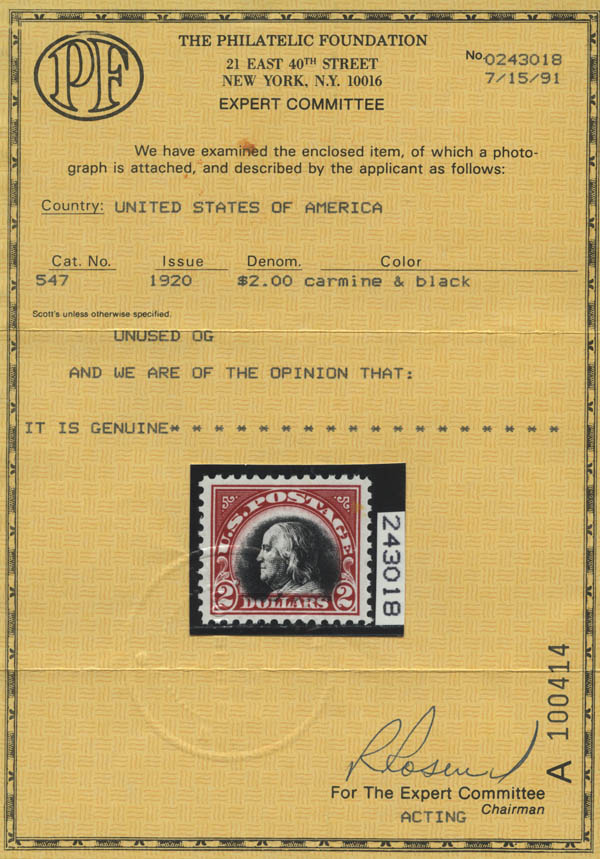 PF
THE PHILATELIC FOUNDATION
21 EAST 40TH STREET
NEW YORK, N.Y. 10016
EXPERT COMMITTEE
No. 0243018
7/15/91
We have examined the enclosed item, of which a photo-
graph is attached, and described by the applicant as follows:
Country: UNITED STATES OF AMERICA
Cat. No. Issue Denom. Color
547 1920 $2.00 carmine & black
Scott's unless otherwise specified.
UNUSED OG
AND WE ARE OF THE OPINION THAT:
IT IS GENUINE* * * * * * * * * * * * * * * * * *
U.S. POSTAGE
2 DOLLARS 2
243018
A 100414
For The Expert Committee
Chairman
ACTING